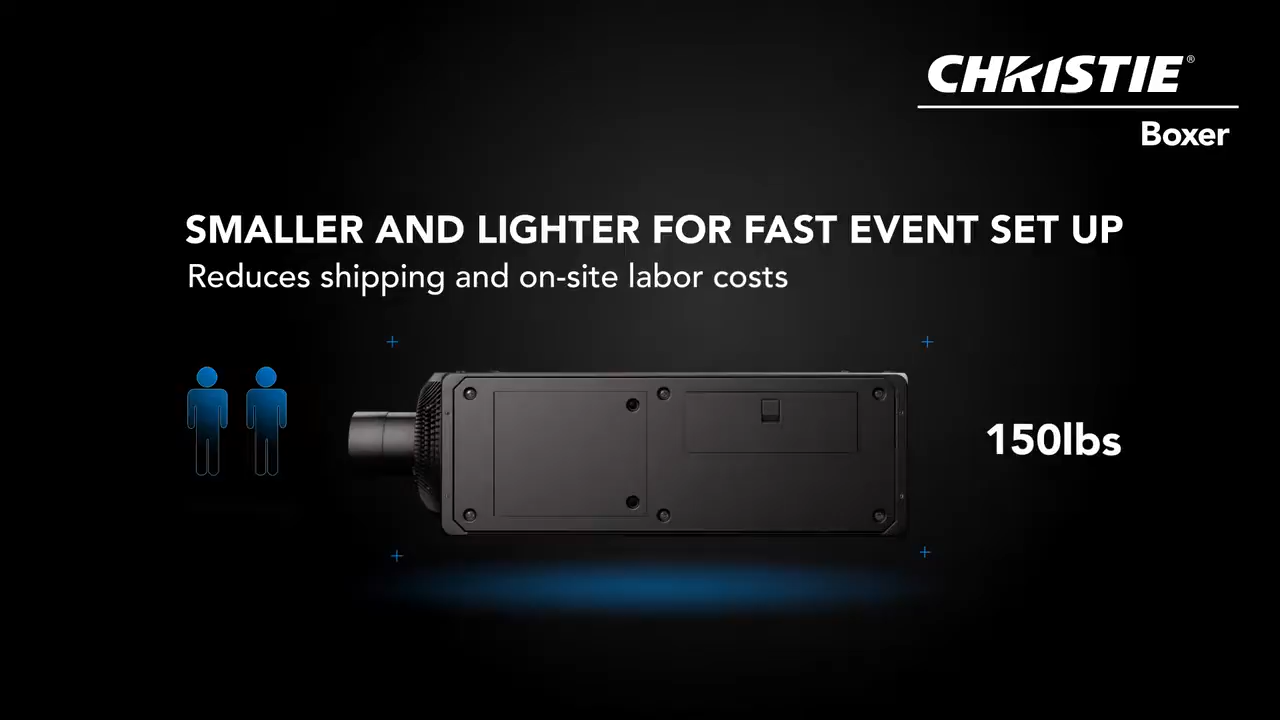 CHRISTIE®
Boxer
SMALLER AND LIGHTER FOR FAST EVENT SET UP
Reduces shipping and on-site labor costs
150lbs